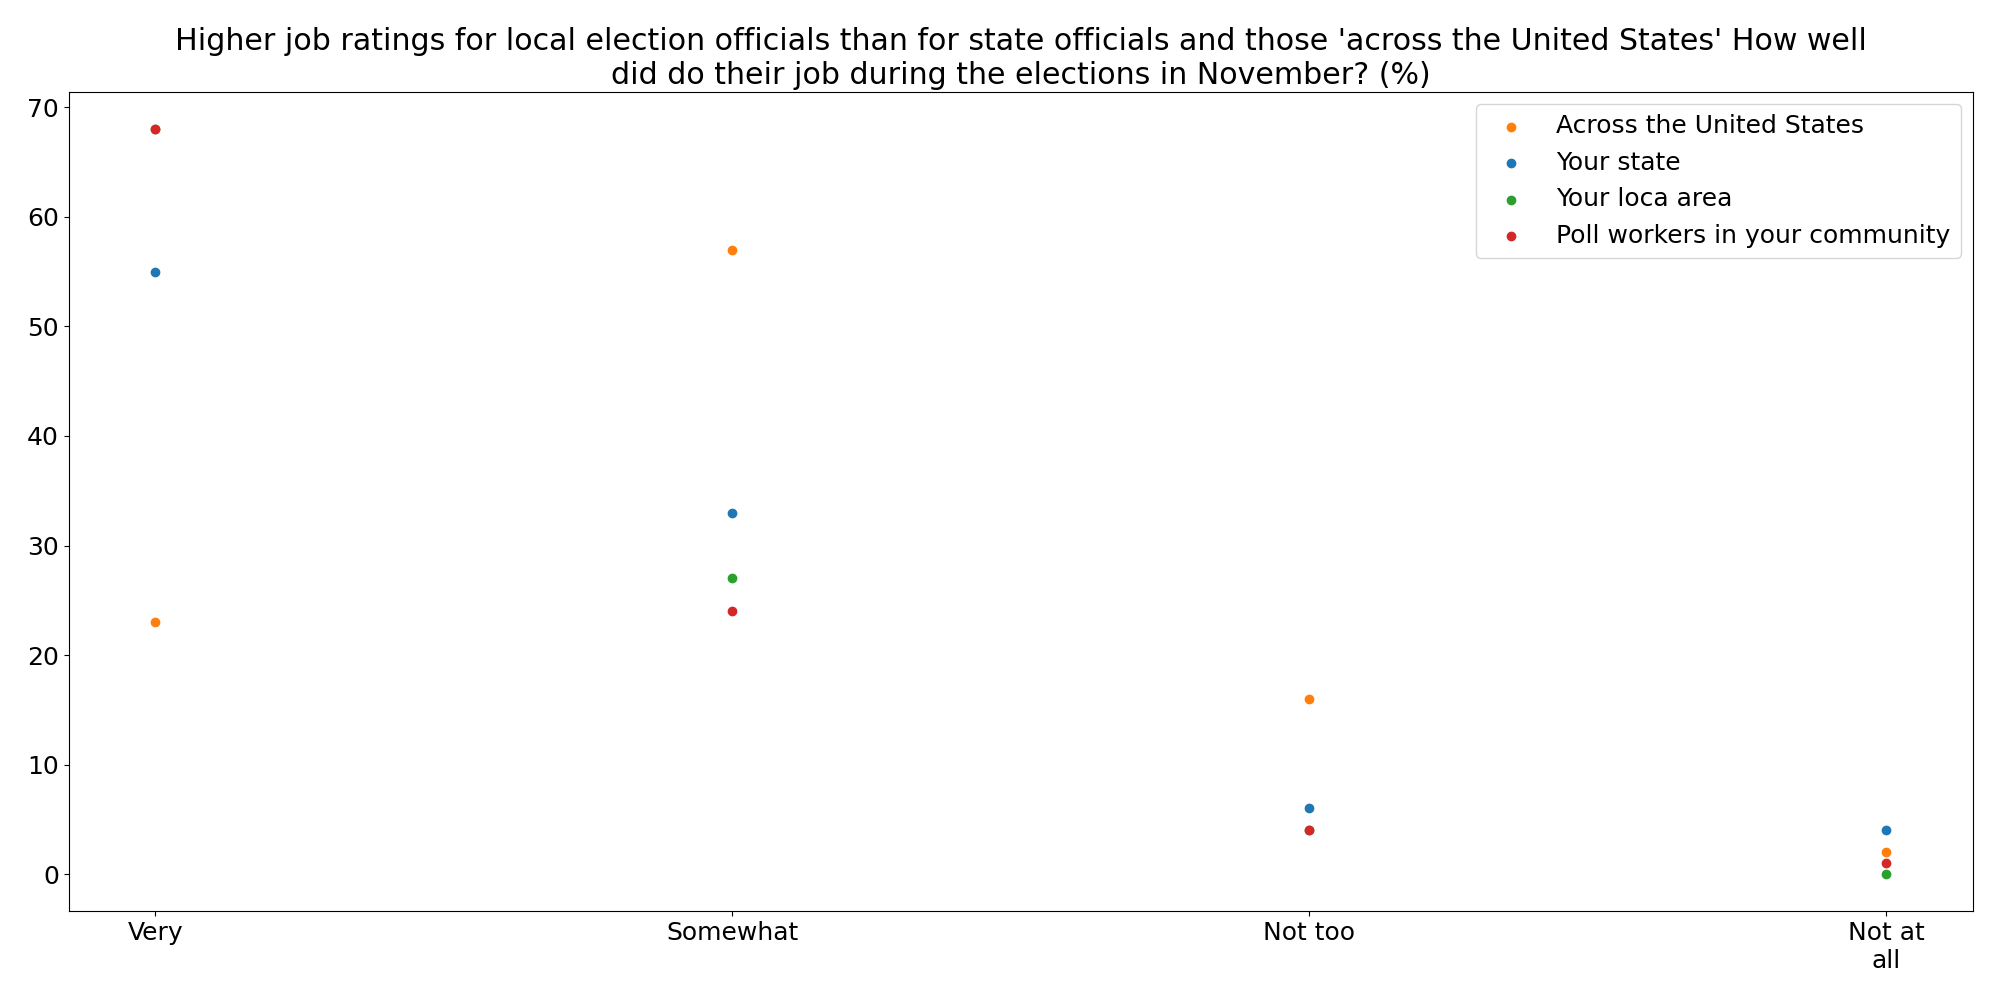 Higher job ratings for local election officials than for state officials and those 'across the United States' How well
did do their job during the elections in November? (%)
70
60
50
40
30
20
10
0
Across the United States
Your state
Your loca area
Poll workers in your community
Very
Somewhat
Not too
Not at
all